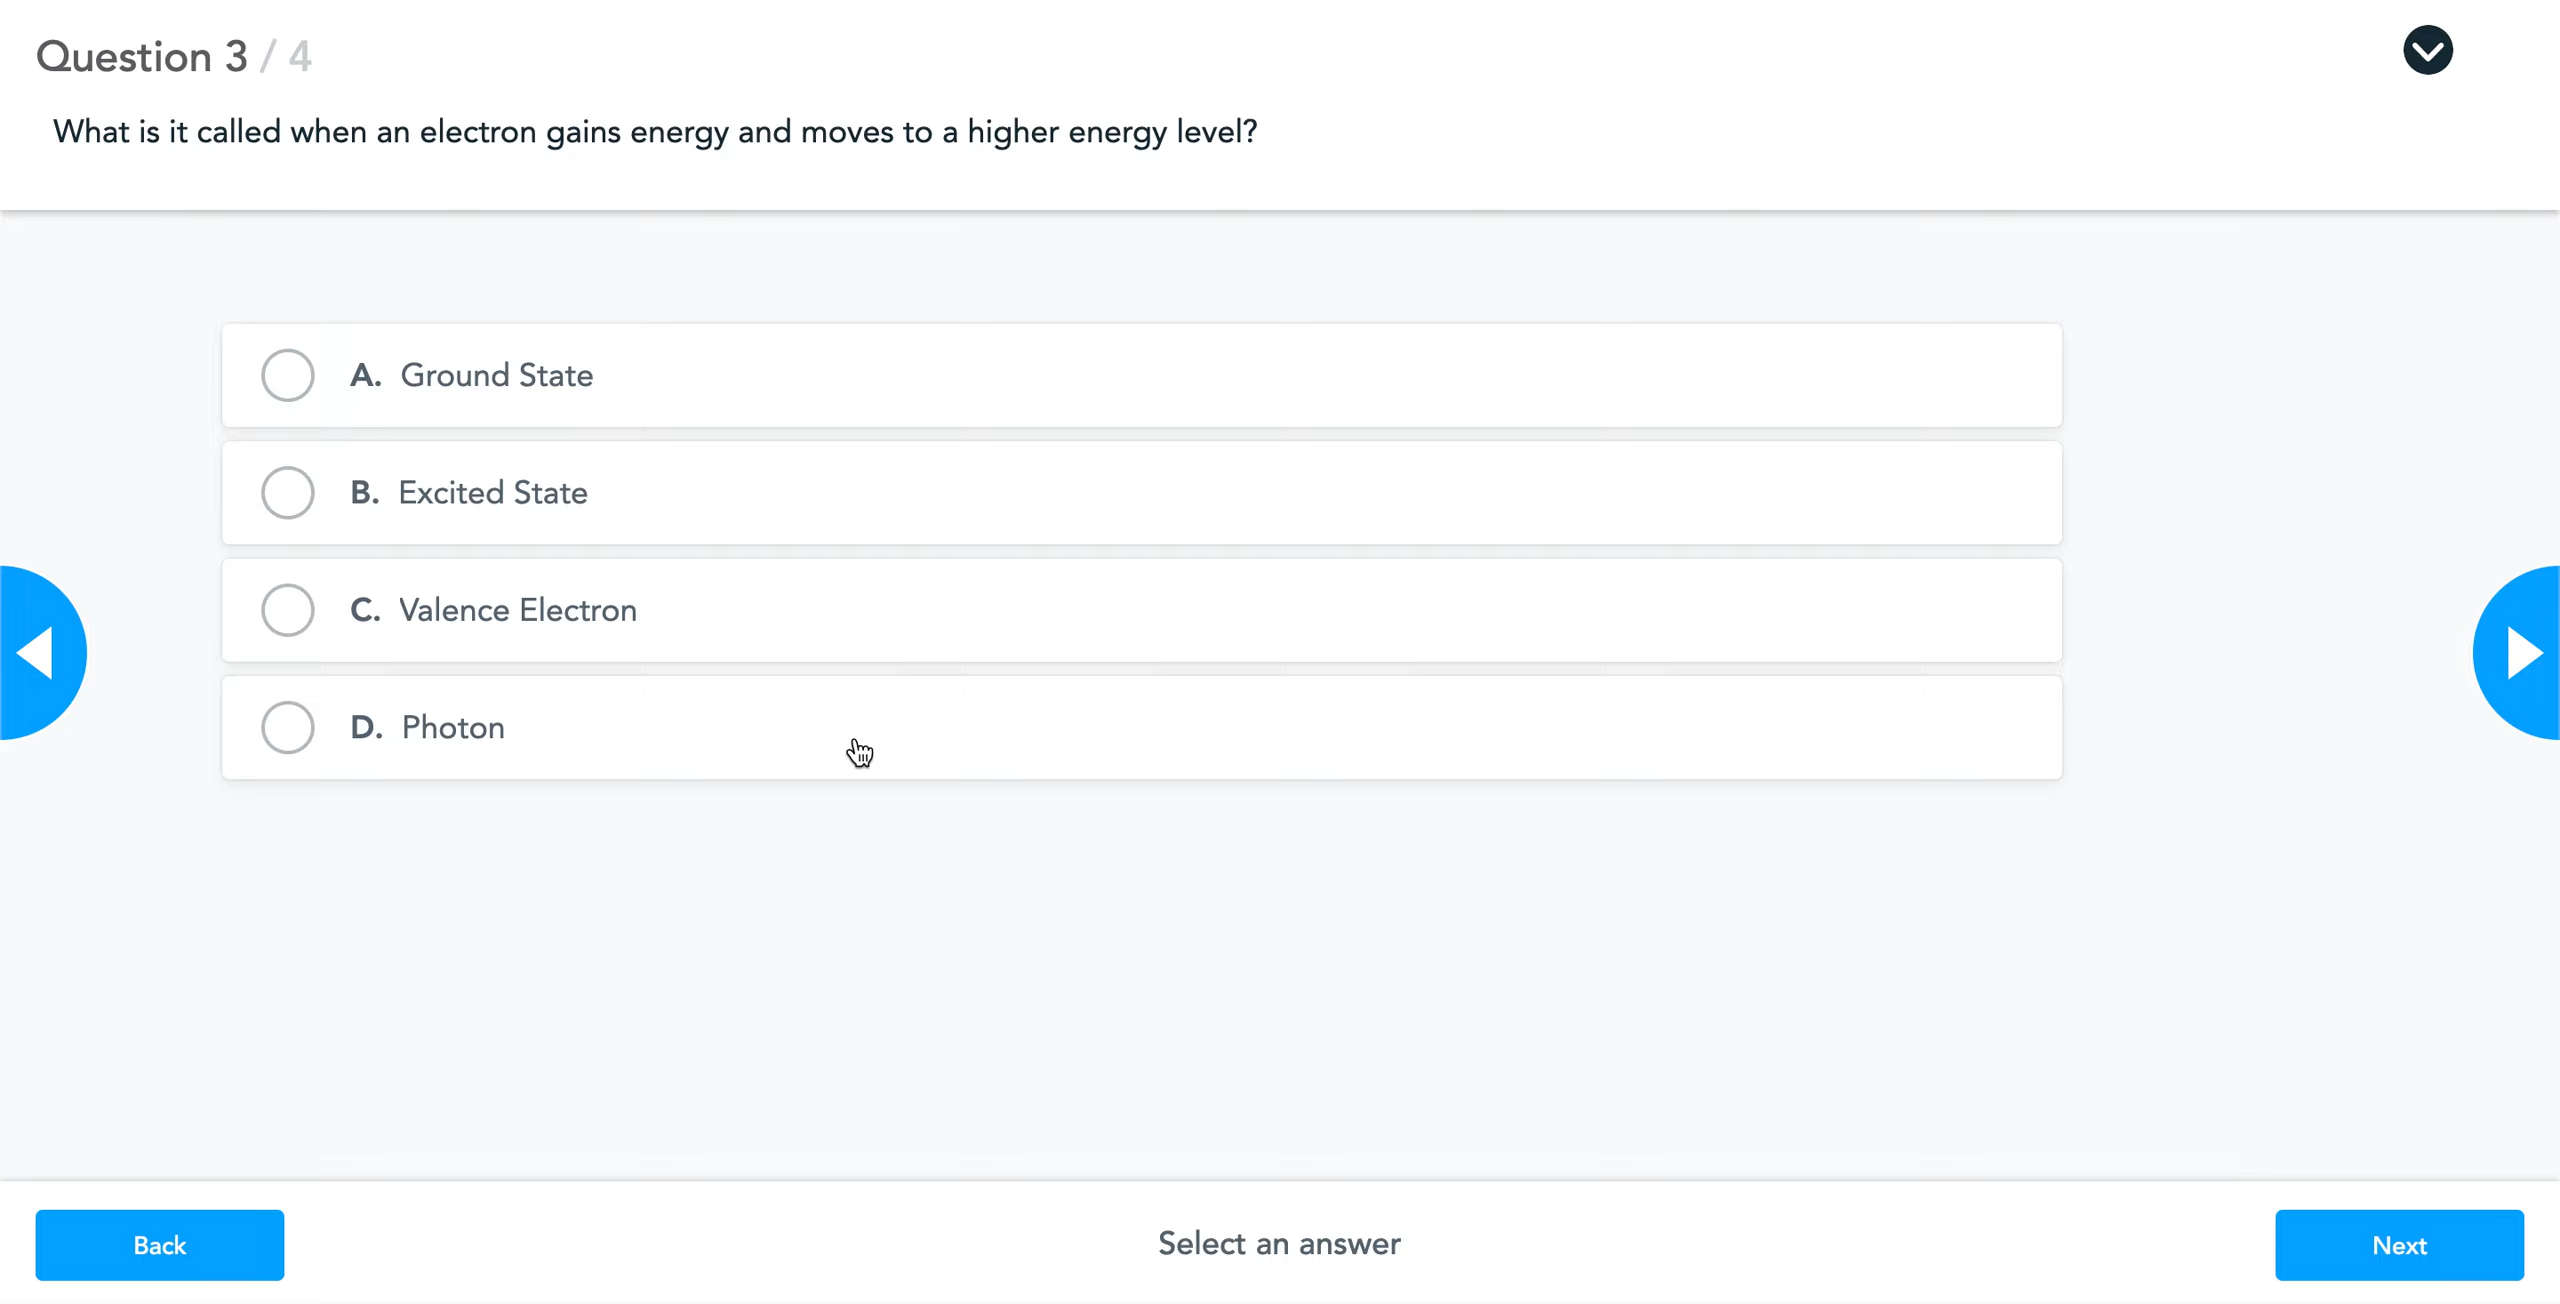 Question 3 / 4
What is it called when an electron gains energy and moves to a higher energy level?
A. Ground State
B. Excited State
C. Valence Electron
D. Photon
Back
Select an answer
Next